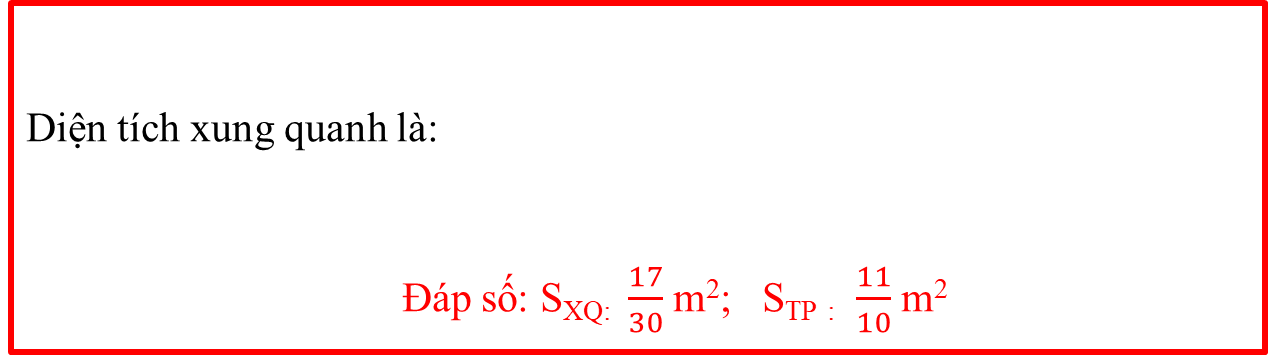 Diện tích xung quanh là:
Đáp số: S_XQ: 17/30 m²; S_TP : 11/10 m²